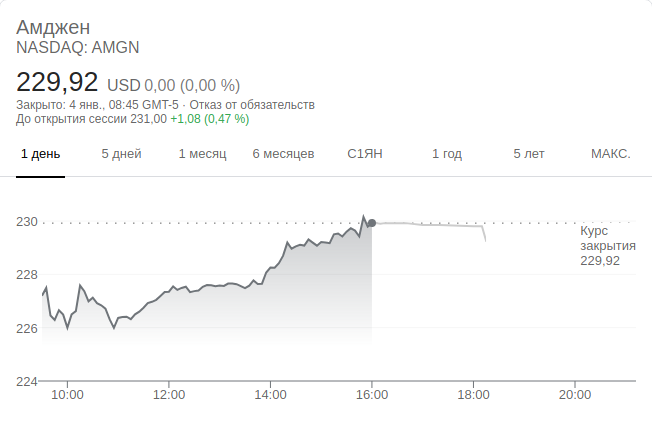 Амджен
NASDAQ: AMGN
229,92 USD 0,00 (0,00 %)
Закрыто: 4 янв., 08:45 GMT-5 · Отказ от обязательств
До открытия сессии 231,00 +1,08 (0,47 %)
1 день 5 дней 1 месяц 6 месяцев С1ЯН 1 год 5 лет МАКС.
230
Курс
закрытия
229,92
228
226
224
10:00 12:00 14:00 16:00 18:00 20:00